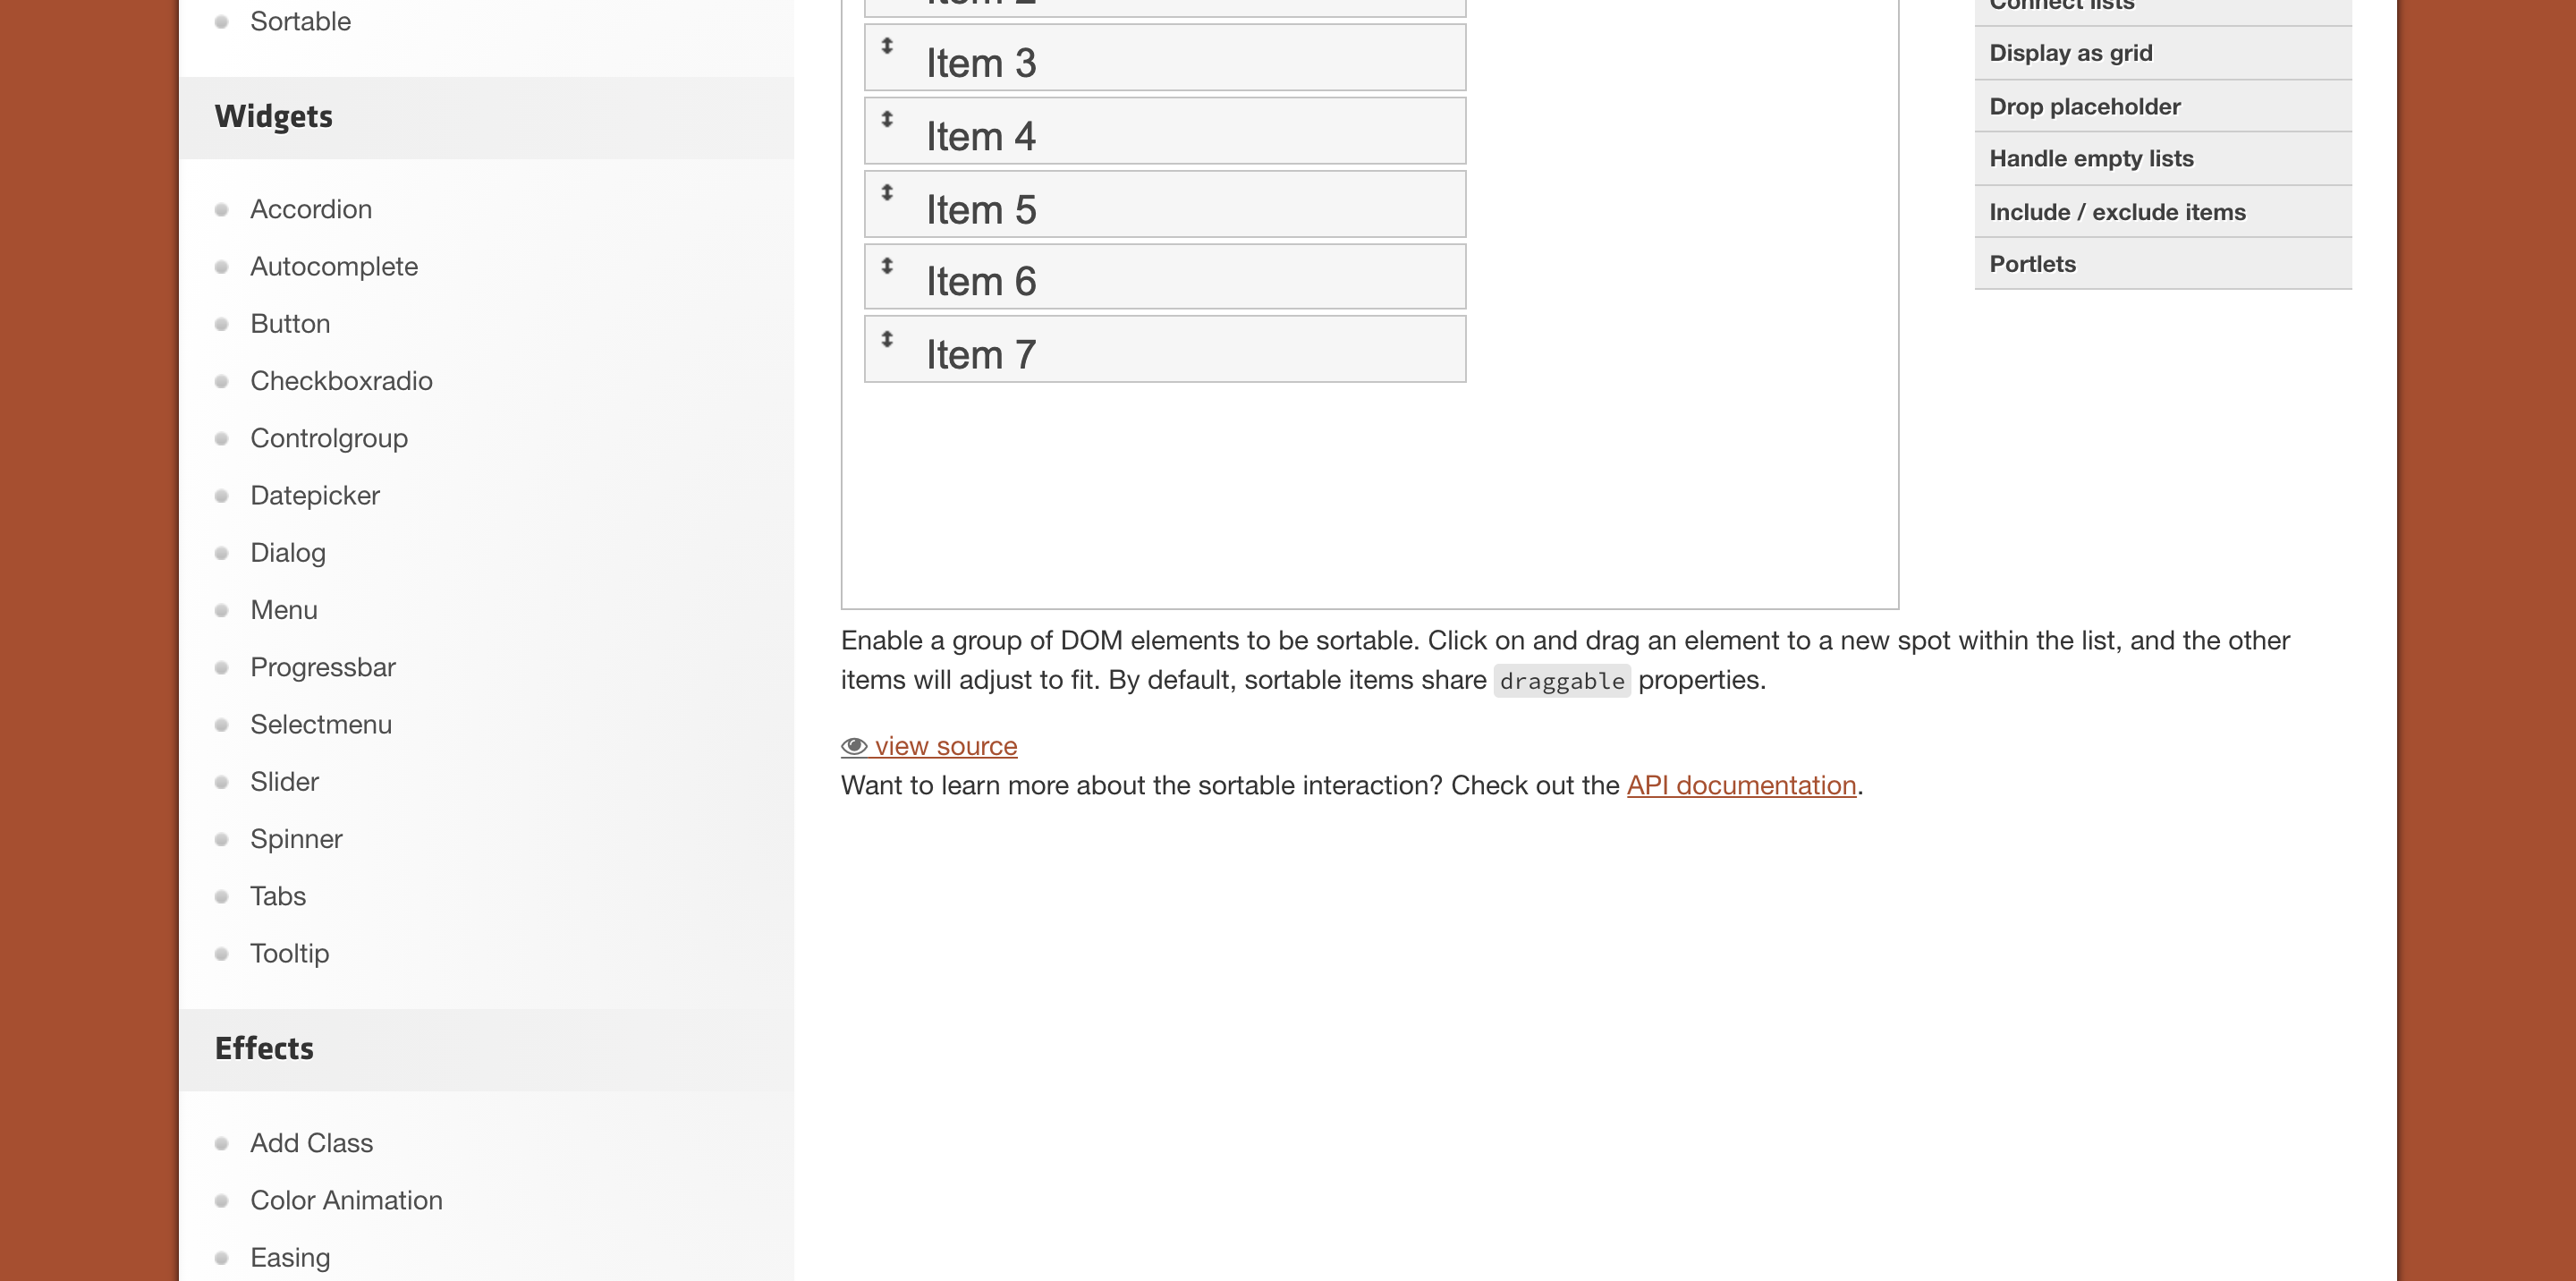 Sortable
Widgets
Accordion
Autocomplete
Button
Checkboxradio
Controlgroup
Datepicker
Dialog
Menu
Progressbar
Selectmenu
Slider
Spinner
Tabs
Tooltip
Effects
Add Class
Color Animation
Easing
Item 2
Item 3
Item 4
Item 5
Item 6
Item 7
Enable a group of DOM elements to be sortable. Click on and drag an element to a new spot within the list, and the other
items will adjust to fit. By default, sortable items share draggable properties.
view source
Want to learn more about the sortable interaction? Check out the API documentation.
Connect lists
Display as grid
Drop placeholder
Handle empty lists
Include / exclude items
Portlets